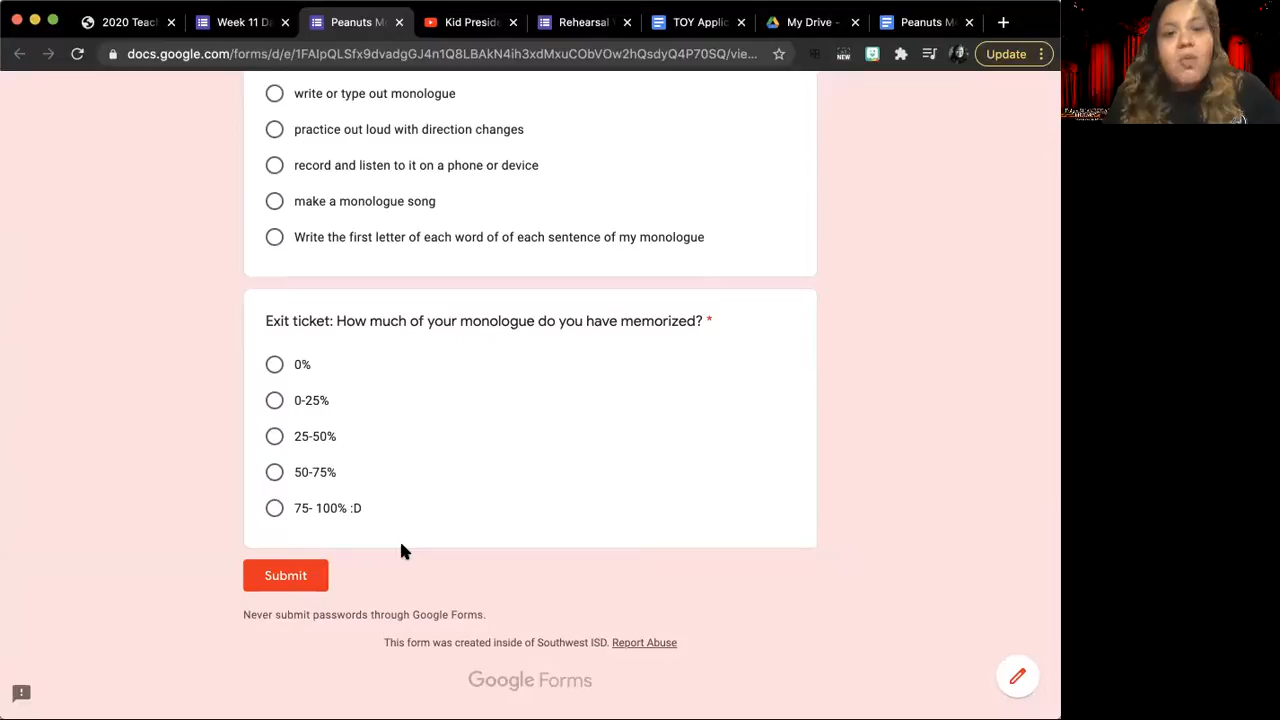 2020 Teac
Week 11 D
Peanuts M
Kid Presid
Rehearsal
TOY Applic
My Drive -
Peanuts M
docs.google.com/forms/d/e/1FAIpQLSfx9dvadgGJ4n1Q8LBAkN4ih3xdMxuCObVOw2hQsdyQ4P70SQ/vie...
NEW
Update
write or type out monologue
practice out loud with direction changes
record and listen to it on a phone or device
make a monologue song
Write the first letter of each word of of each sentence of my monologue
Exit ticket: How much of your monologue do you have memorized? *
0%
0-25%
25-50%
50-75%
75- 100% :D
Submit
Never submit passwords through Google Forms.
This form was created inside of Southwest ISD. Report Abuse
Google Forms